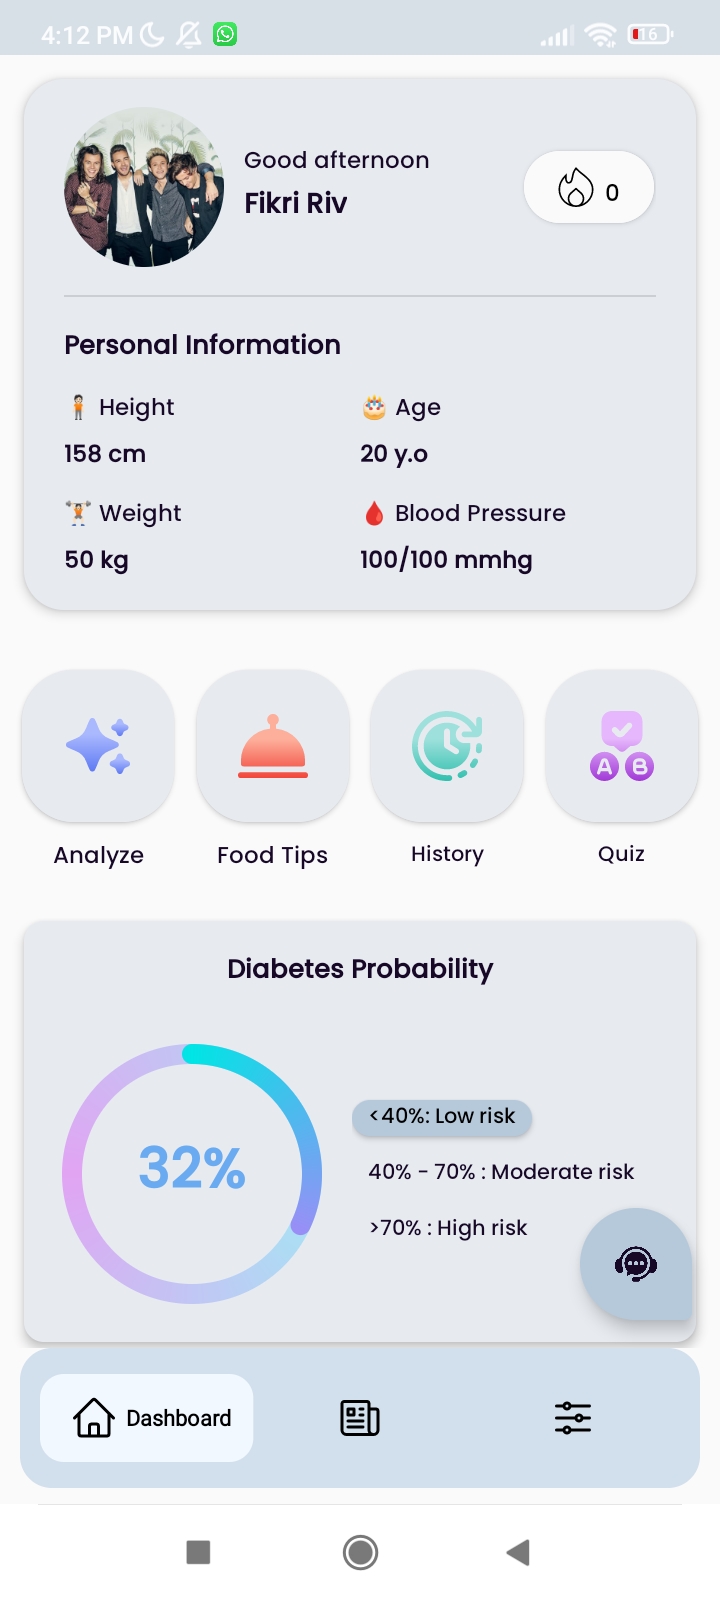 4:12 PM
6
Good afternoon
Fikri Riv
0
Personal Information
Height
Age
158 cm
20 y.o
Weight
Blood Pressure
50 kg
100/100 mmhg
A B
Analyze
Food Tips
History
Quiz
Diabetes Probability
32%
<40%: Low risk
40% - 70% : Moderate risk
>70% : High risk
Dashboard